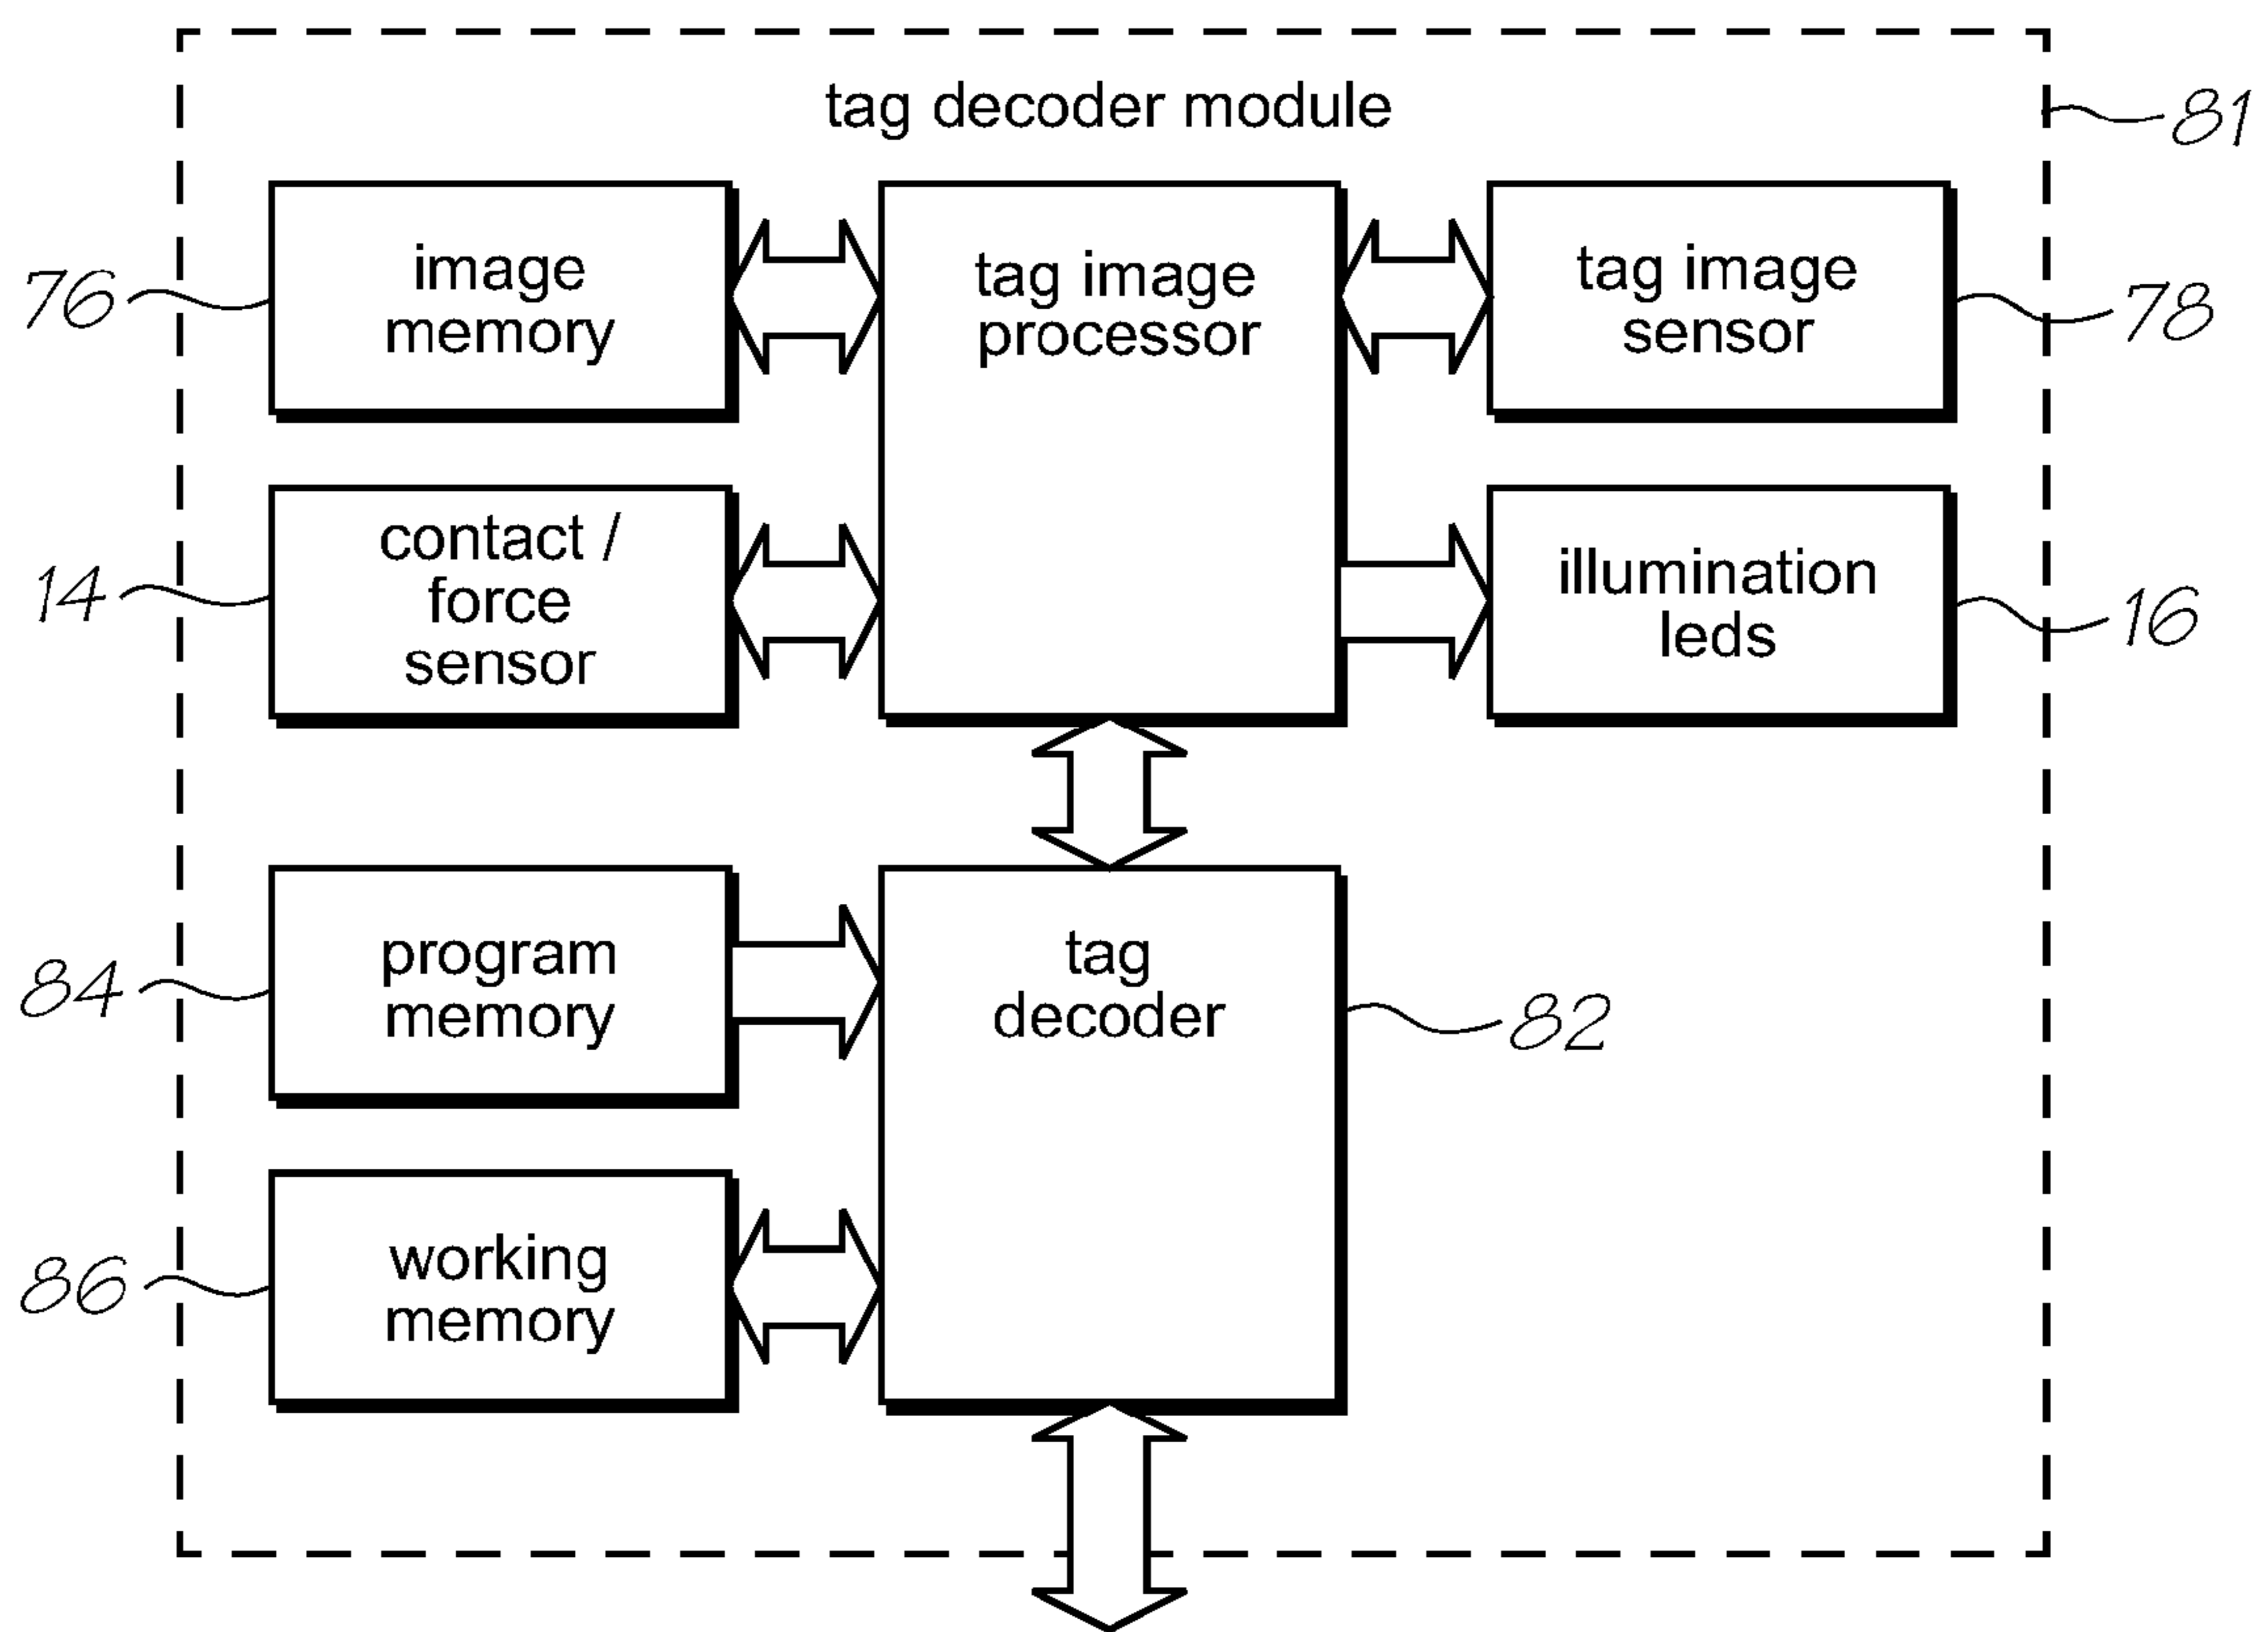 tag decoder module
81
76
image
memory
tag image
processor
tag image
sensor
78
14
contact /
force
sensor
illumination
leds
16
84
program
memory
tag
decoder
82
86
working
memory